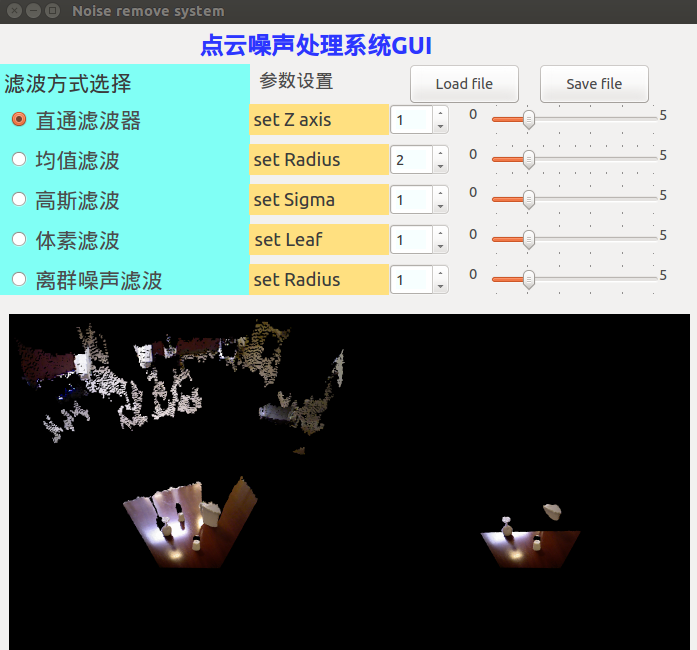 Noise remove system
点云噪声处理系统GUI
滤波方式选择
参数设置
Load file
Save file
直通滤波器
set Z axis
1
0
5
均值滤波
set Radius
2
0
5
高斯滤波
set Sigma
1
0
5
体素滤波
set Leaf
1
0
5
离群噪声滤波
set Radius
1
0
5